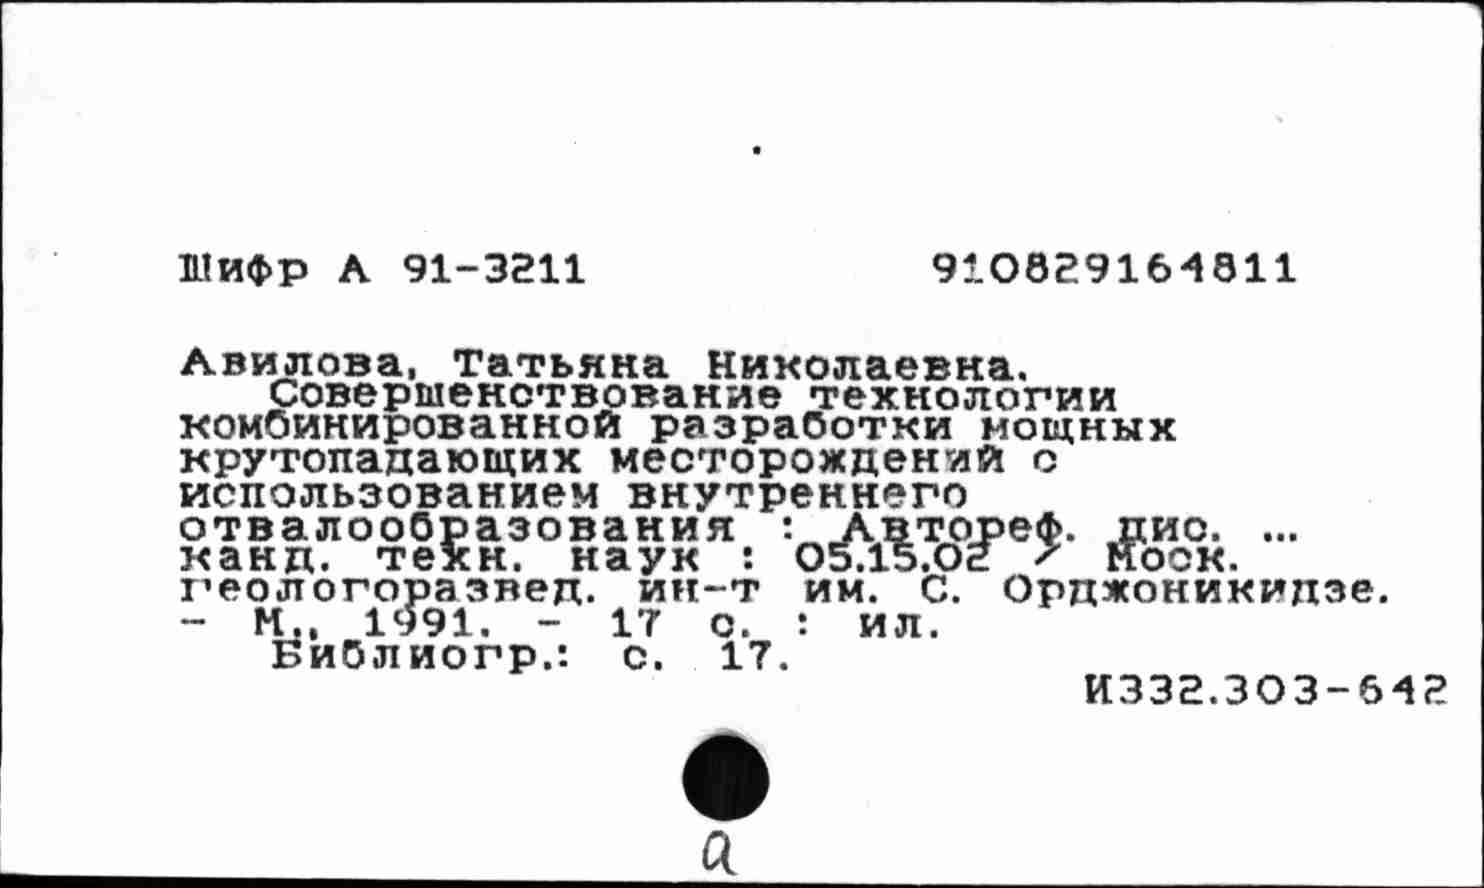 Шифр А 91-3211 910829164811
Авилова, Татьяна Николаевна.
Совершенствование технологии
комбинированной разработки мощных
крутопадающих месторождений с
использованием внутреннего
отвалообразования : Автореф. дис. ...
канд. техн. наук : 05.15.02 / Моск.
геологоразвед. ин-т им. С. Орджоникидзе.
- М., 1991. - 17 с. : ил.
Библиогр.: с. 17.
И332.303-642
а